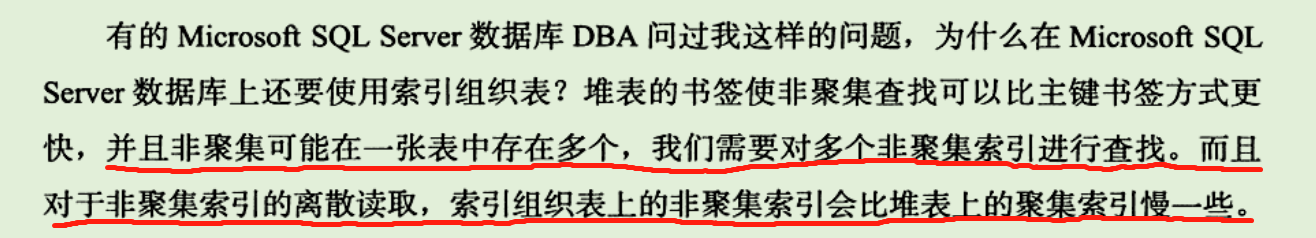 有的 Microsoft SQL Server 数据库 DBA 问过我这样的问题，为什么在 Microsoft SQL
Server 数据库上还要使用索引组织表？堆表的书签使非聚集查找可以比主键书签方式更
快，并且非聚集可能在一张表中存在多个，我们需要对多个非聚集索引进行查找。而且
对于非聚集索引的离散读取，索引组织表上的非聚集索引会比堆表上的聚集索引慢一些。